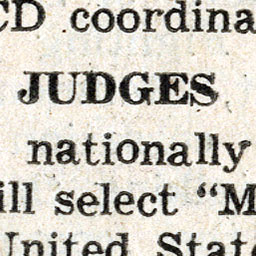 CD coordina
JUDGES
nationally
ill select “M
United State